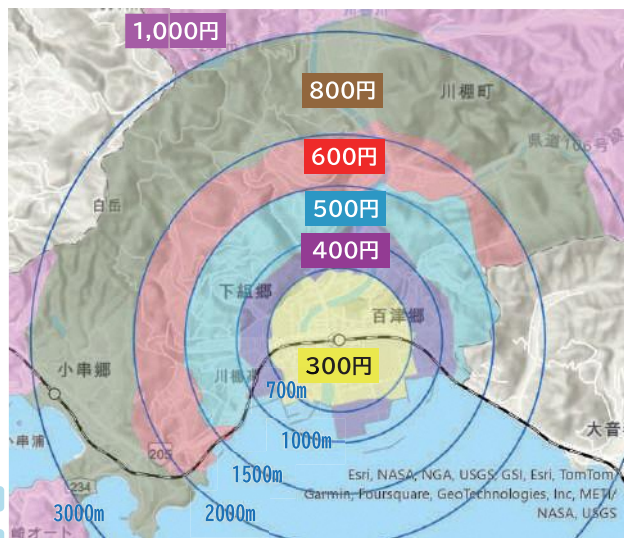 1,000円
800円
川棚町
600円
県道106号
白岳
500円
400円
下組郷
百津郷
300円
小串郷
700m
1000m
大音
小串浦
205
1500m
234
3000m
2000m
Esri, NASA, NGA, USGS, GSI, Esri, TomTom,
Garmin, Foursquare, GeoTechnologies, Inc, METI/
NASA, USGS
オート